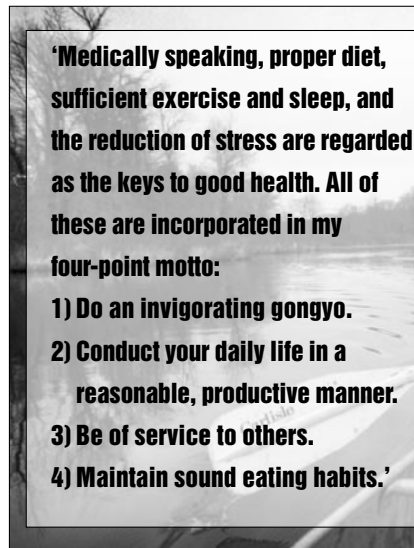 ‘Medically speaking, proper diet,
sufficient exercise and sleep, and
the reduction of stress are regarded
as the keys to good health. All of
these are incorporated in my
four-point motto:
1) Do an invigorating gongyo.
2) Conduct your daily life in a
reasonable, productive manner.
3) Be of service to others.
4) Maintain sound eating habits.’
Carlisle